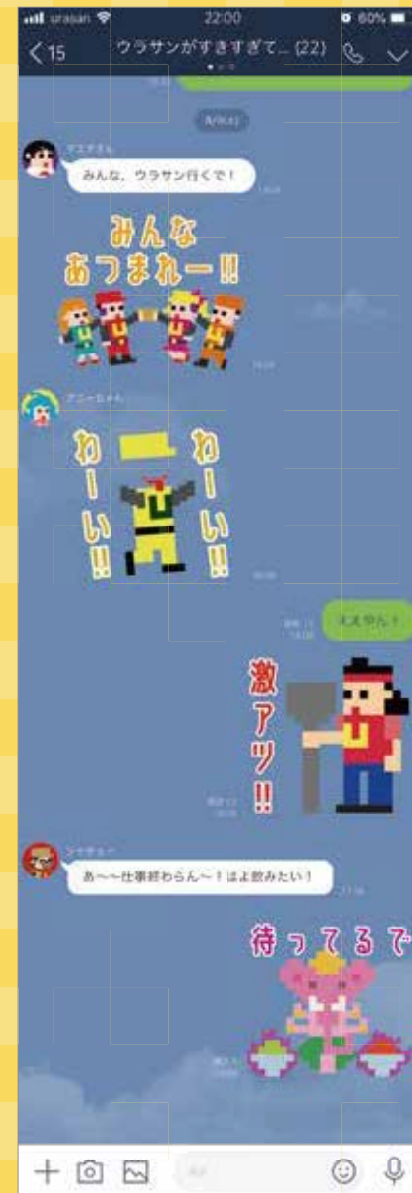 urasan
22:00
60%
15
ウラサンがすきすぎて... (22)
みんな、ウラサン行くで!
みんな
あつまれー!!
わーい!!
わーい!!
ええやん!
激アツ!!
あ〜〜仕事終わらん〜!はよ飲みたい!
待ってるで